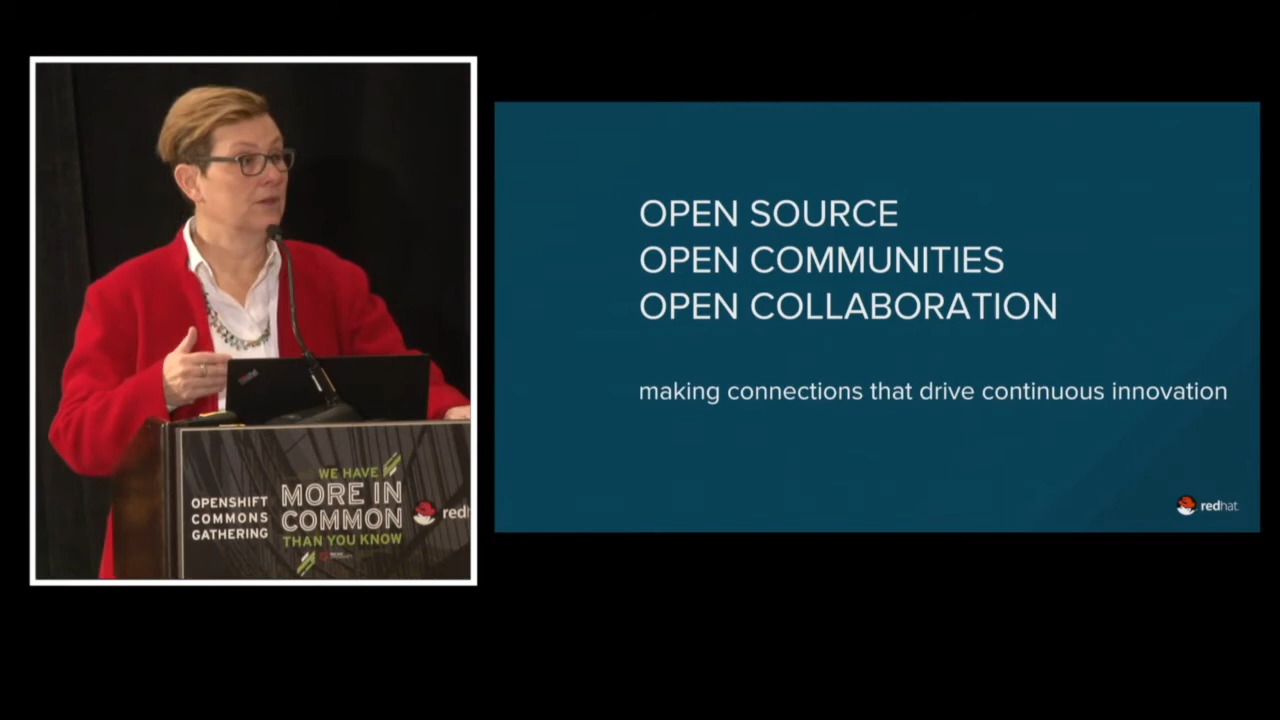 OPENSHIFT
COMMONS
GATHERING
WE HAVE
MORE IN
COMMON
THAN YOU KNOW
red
OPEN SOURCE
OPEN COMMUNITIES
OPEN COLLABORATION
making connections that drive continuous innovation
redhat.